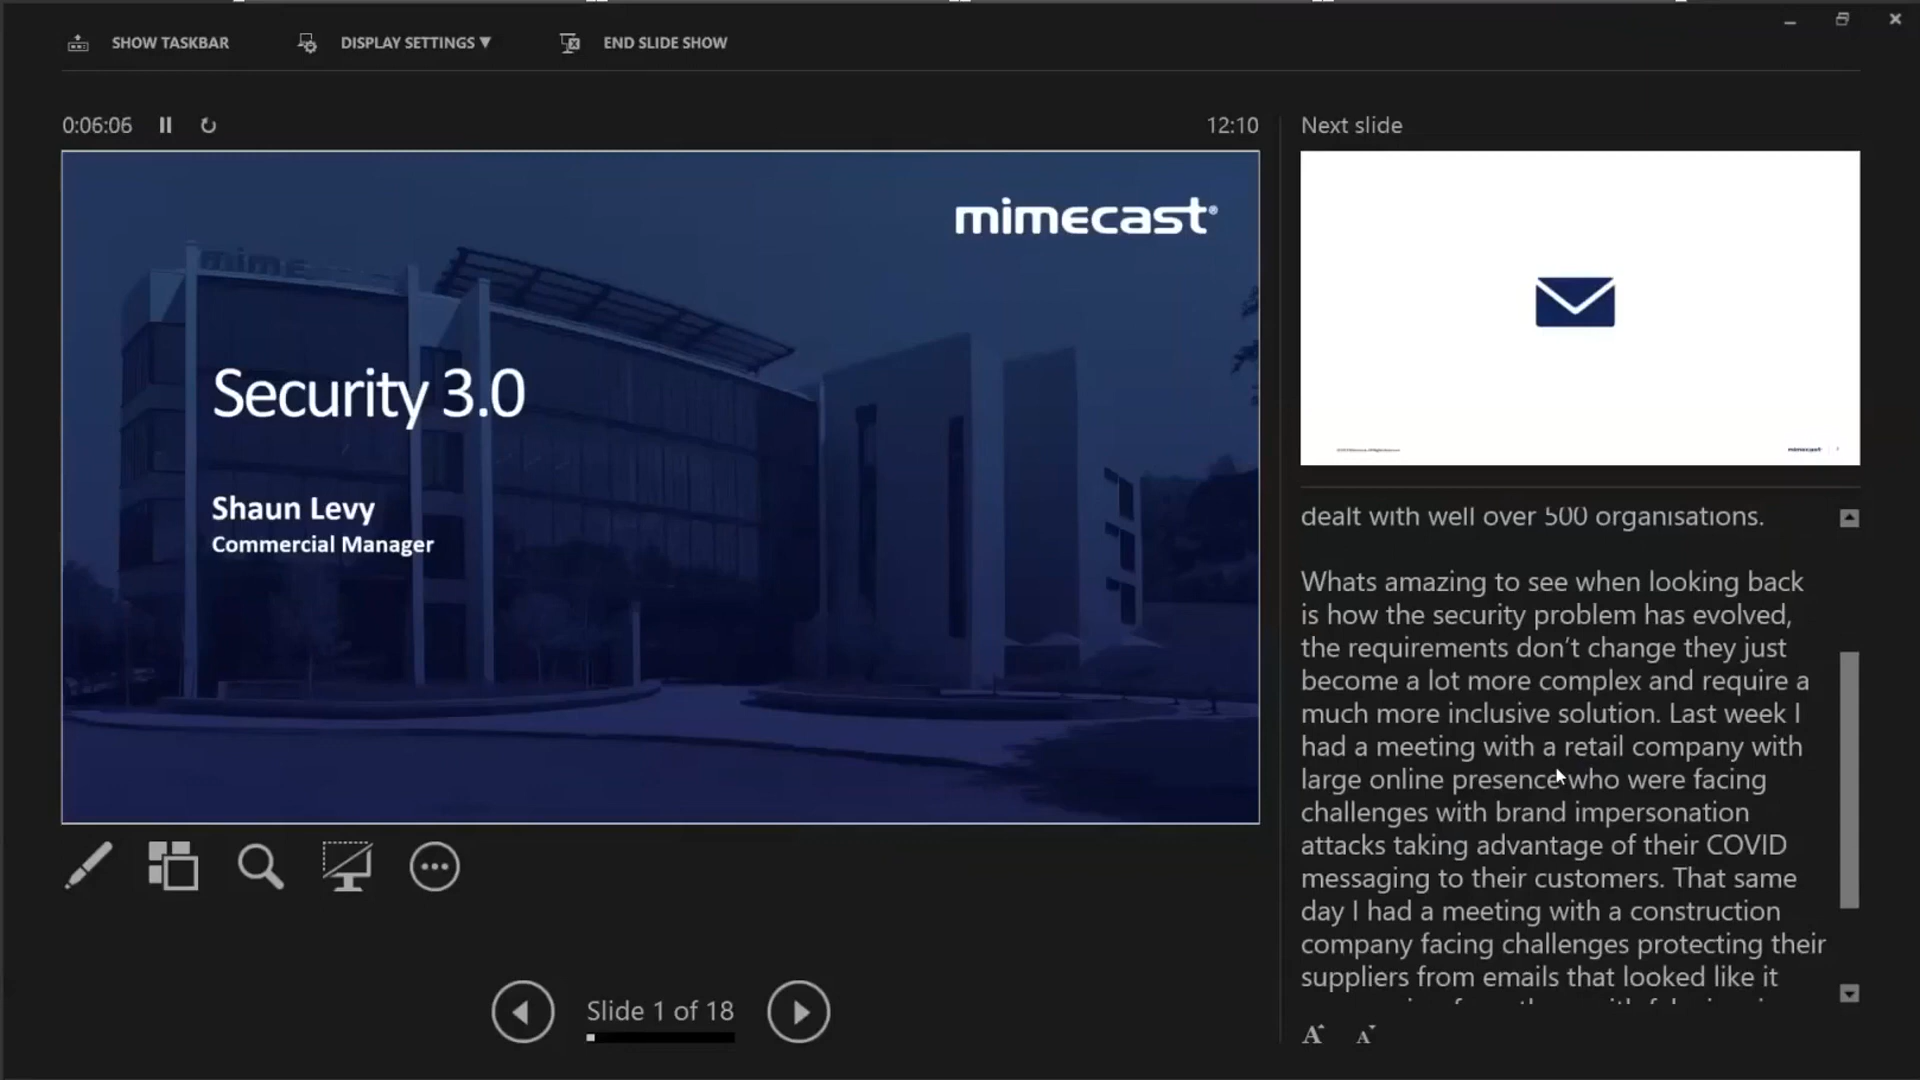 SHOW TASKBAR
DISPLAY SETTINGS ▼
END SLIDE SHOW
0:06:06
12:10
mimecast®
mime
Security 3.0
Shaun Levy
Commercial Manager
Slide 1 of 18
Next slide
mimecast
dealt with well over 500 organisations.
Whats amazing to see when looking back
is how the security problem has evolved,
the requirements don’t change they just
become a lot more complex and require a
much more inclusive solution. Last week I
had a meeting with a retail company with
large online presence who were facing
challenges with brand impersonation
attacks taking advantage of their COVID
messaging to their customers. That same
day I had a meeting with a construction
company facing challenges protecting their
suppliers from emails that looked like it
A A